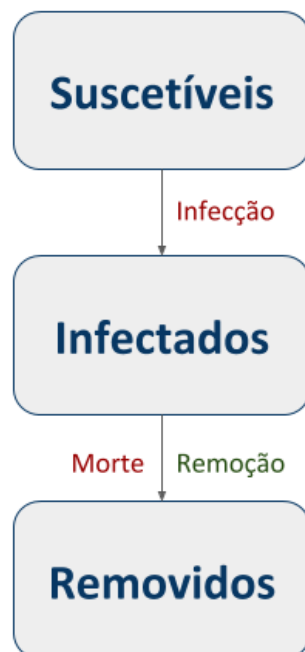 Suscetíveis
Infecção
Infectados
Morte Remoção
Removidos